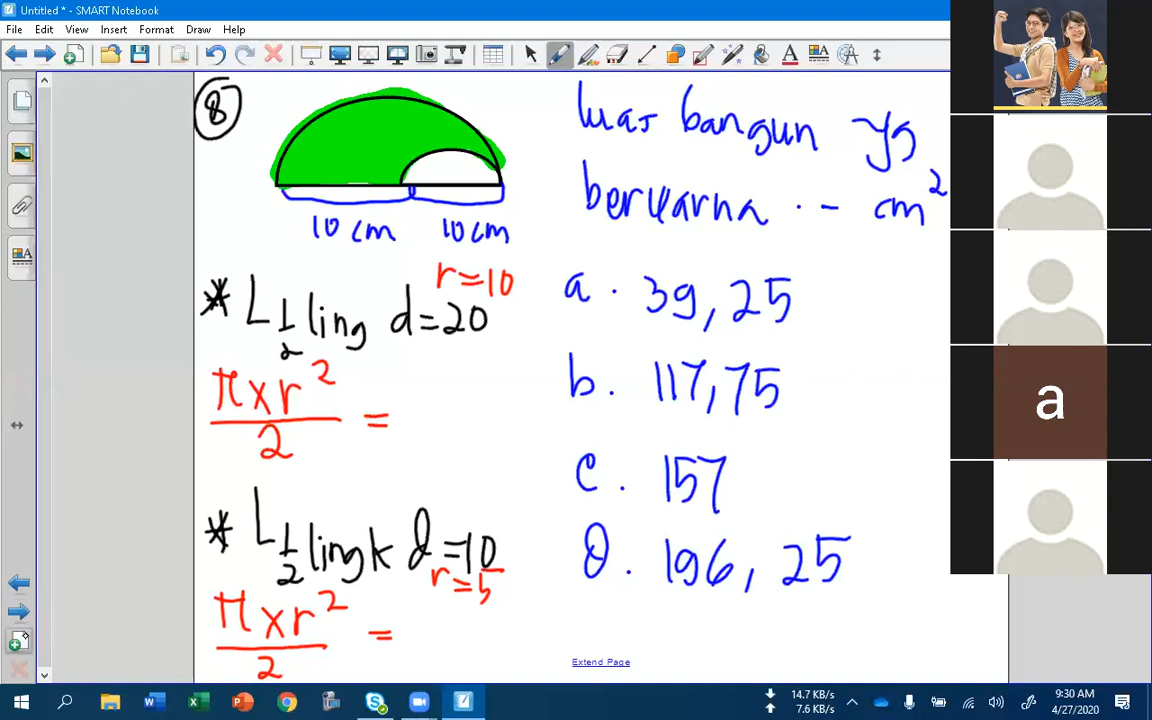 Untitled * - SMART Notebook
File Edit View Insert Format Draw Help
8
luas bangun yg
berwarna .. cm²
10 cm 10 cm
r=10
* L 1/2 ling d=20
π x r²
2
=
* L 1/2 lingk d=10
r=5
π x r²
2
=
a. 39,25
b. 117,75
c. 157
d. 196,25
Extend Page
a
14.7 KB/s
7.6 KB/s
9:30 AM
4/27/2020